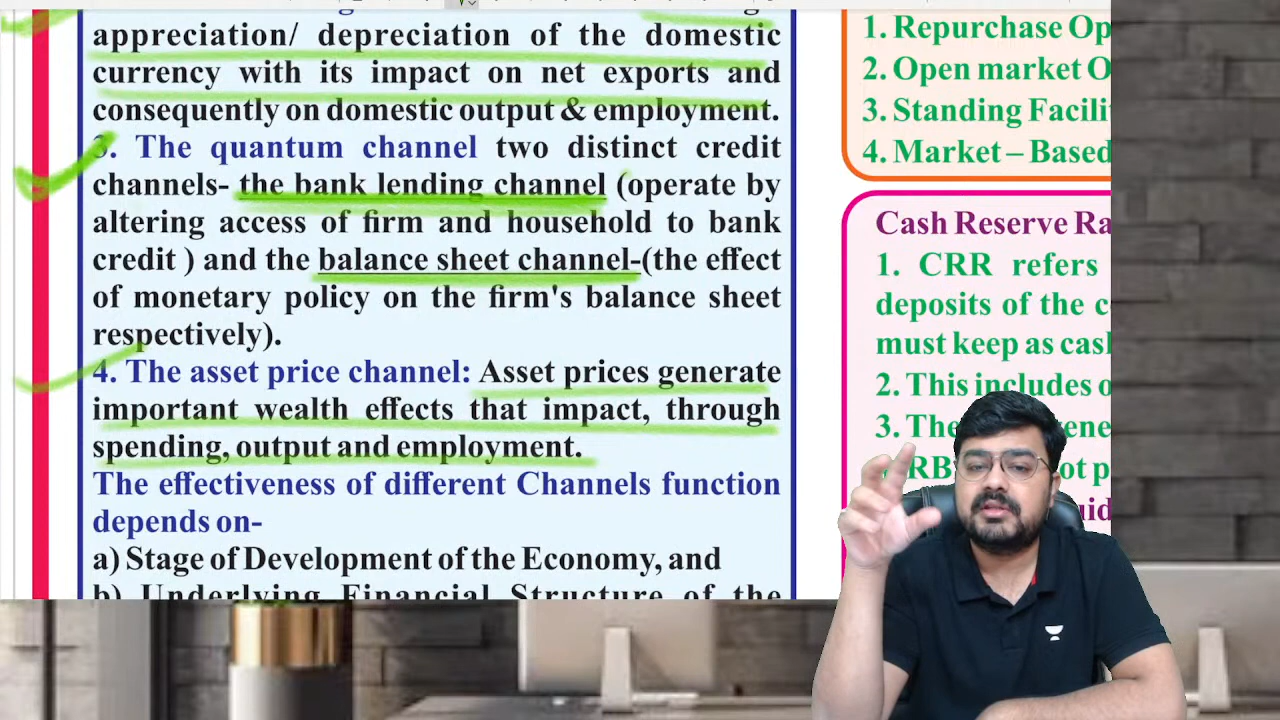 appreciation/ depreciation of the domestic
currency with its impact on net exports and
consequently on domestic output & employment.
3. The quantum channel two distinct credit
channels- the bank lending channel (operate by
altering access of firm and household to bank
credit ) and the balance sheet channel-(the effect
of monetary policy on the firm's balance sheet
respectively).
4. The asset price channel: Asset prices generate
important wealth effects that impact, through
spending, output and employment.
The effectiveness of different Channels function
depends on-
a) Stage of Development of the Economy, and
b) Underlying Financial Structure of the
1. Repurchase Op
2. Open market O
3. Standing Facili
4. Market – Based
Cash Reserve Ra
1. CRR refers
deposits of the c
must keep as cas
2. This includes o
3. The